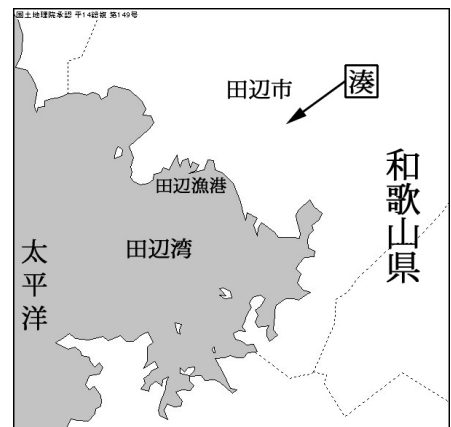 国土地理院承認 平14総複 第149号
湊
田辺市
和歌山県
田辺漁港
田辺湾
太平洋